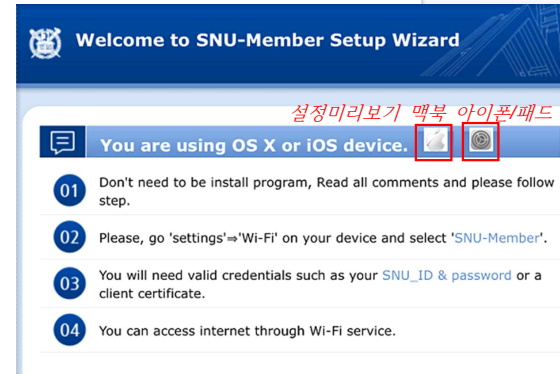 Welcome to SNU-Member Setup Wizard
설정미리보기 맥북 아이폰/패드
You are using OS X or iOS device.
01 Don't need to be install program, Read all comments and please follow
step.
02 Please, go 'settings'⇒'Wi-Fi' on your device and select 'SNU-Member'.
03 You will need valid credentials such as your SNU_ID & password or a
client certificate.
04 You can access internet through Wi-Fi service.